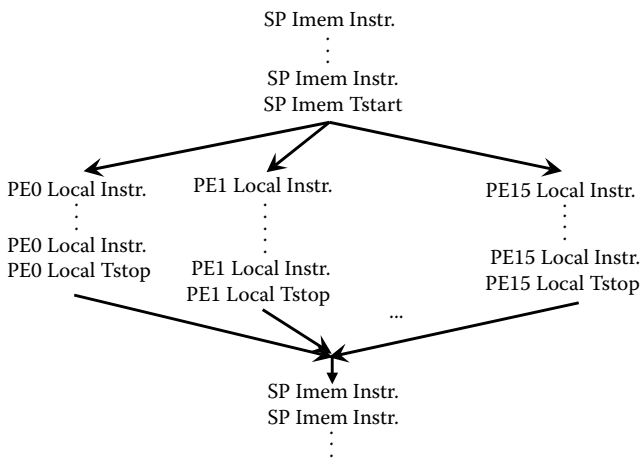 SP Imem Instr.
SP Imem Instr.
SP Imem Tstart
PE0 Local Instr.
PE0 Local Instr.
PE0 Local Tstop
PE1 Local Instr.
PE1 Local Instr.
PE1 Local Tstop
...
PE15 Local Instr.
PE15 Local Instr.
PE15 Local Tstop
SP Imem Instr.
SP Imem Instr.